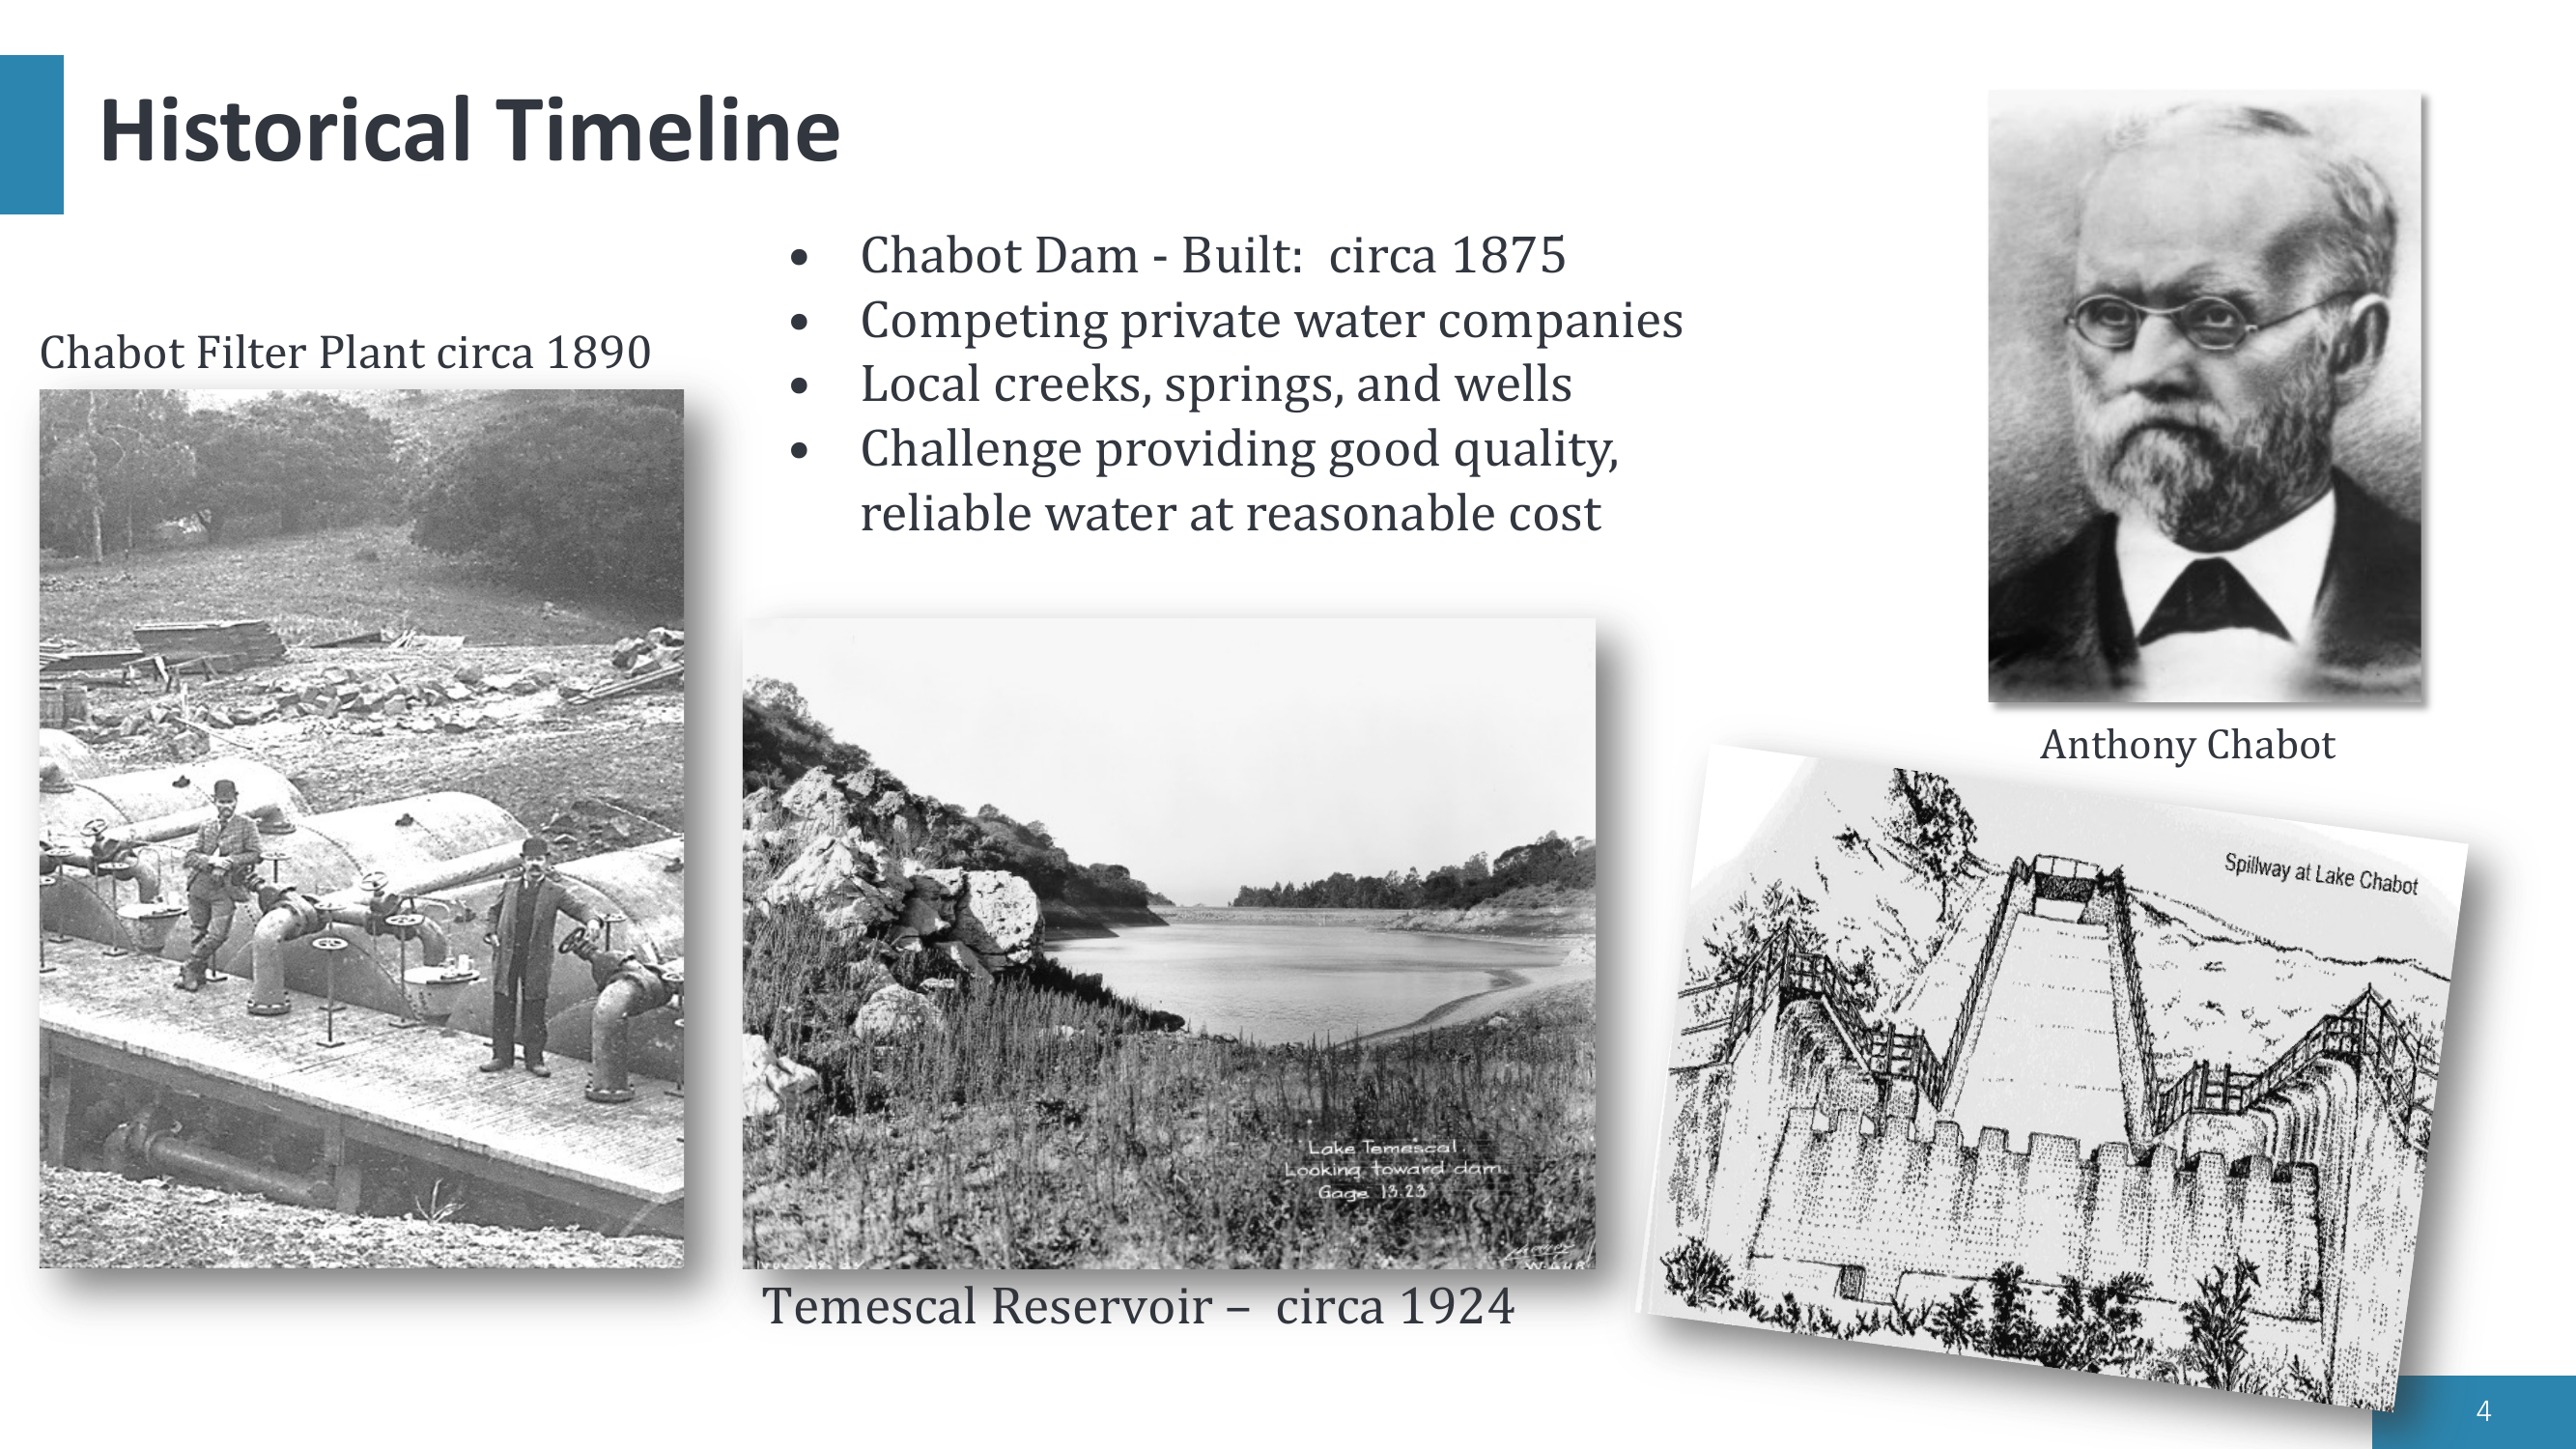 Historical Timeline
• Chabot Dam - Built:  circa 1875
• Competing private water companies
• Local creeks, springs, and wells
• Challenge providing good quality,
reliable water at reasonable cost
Chabot Filter Plant circa 1890
Anthony Chabot
Spillway at Lake Chabot
Lake Temescal
Looking toward dam
Gage 13.23
Temescal Reservoir –  circa 1924
4